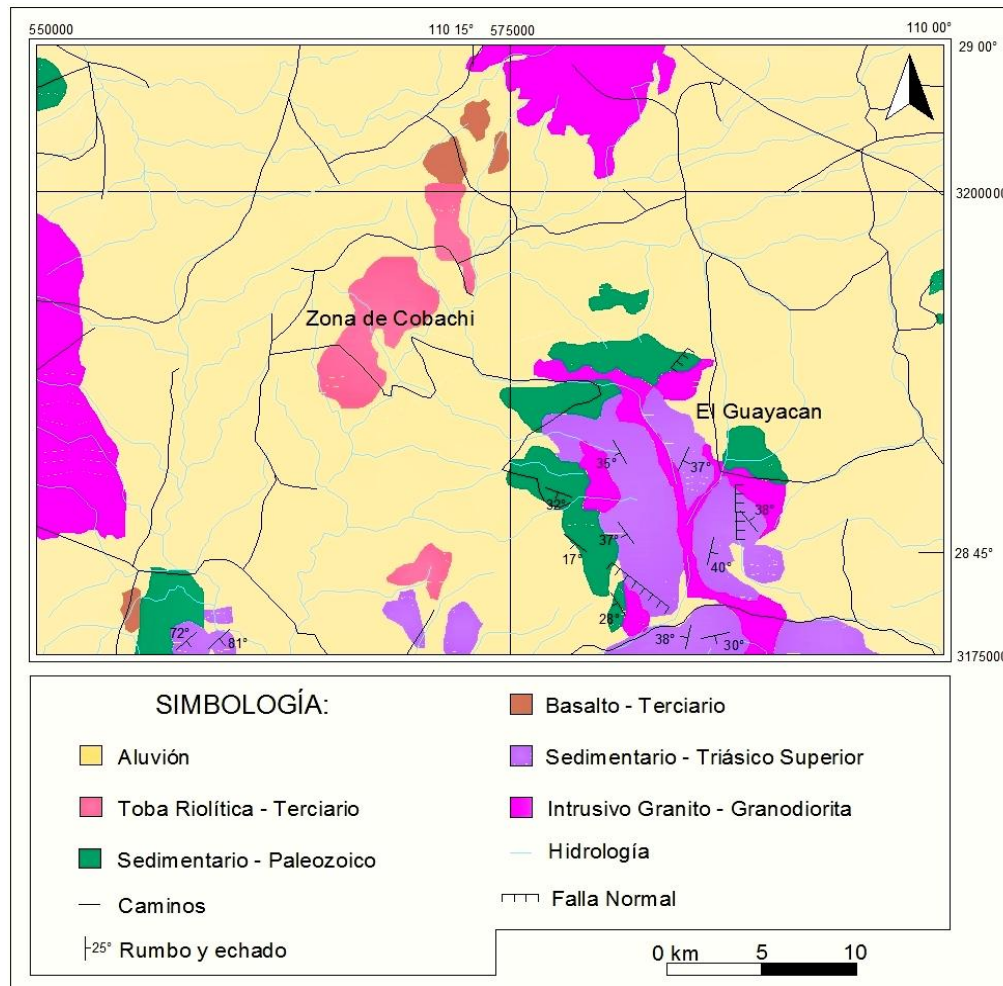 550000
110 15°
575000
110 00°
29 00°
3200000
Zona de Cobachi
El Guayacan
35°
37°
32°
38°
37°
17°
40°
28 45°
28°
72°
81°
38°
30°
3175000
SIMBOLOGÍA:
Aluvión
Toba Riolítica - Terciario
Sedimentario - Paleozoico
Caminos
25° Rumbo y echado
Basalto - Terciario
Sedimentario - Triásico Superior
Intrusivo Granito - Granodiorita
Hidrología
Falla Normal
0 km 5 10